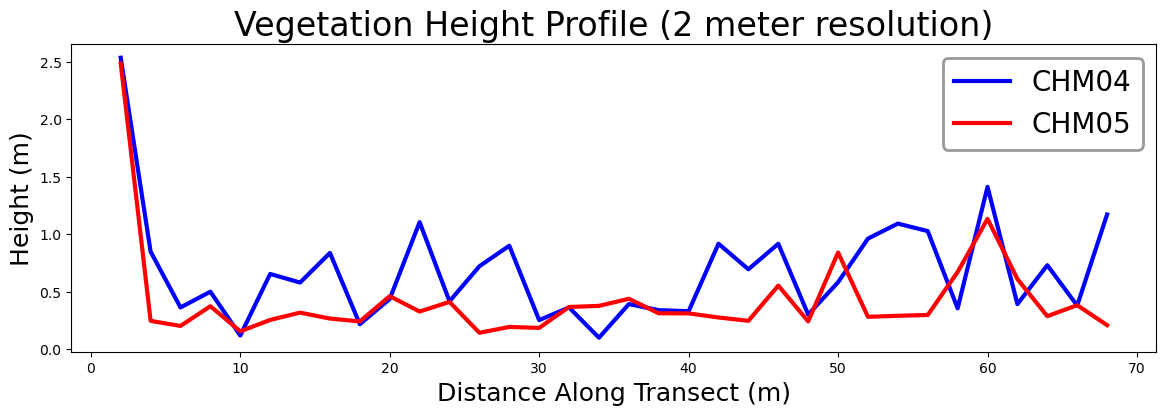 Vegetation Height Profile (2 meter resolution)
CHM04
CHM05
Height (m)
2.5
2.0
1.5
1.0
0.5
0.0
0 10 20 30 40 50 60 70
Distance Along Transect (m)